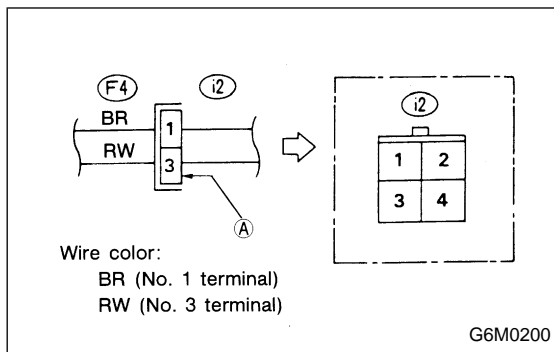 F4 i2
BR
RW
1
3
A
i2
1 2
3 4
Wire color:
BR (No. 1 terminal)
RW (No. 3 terminal)
G6M0200